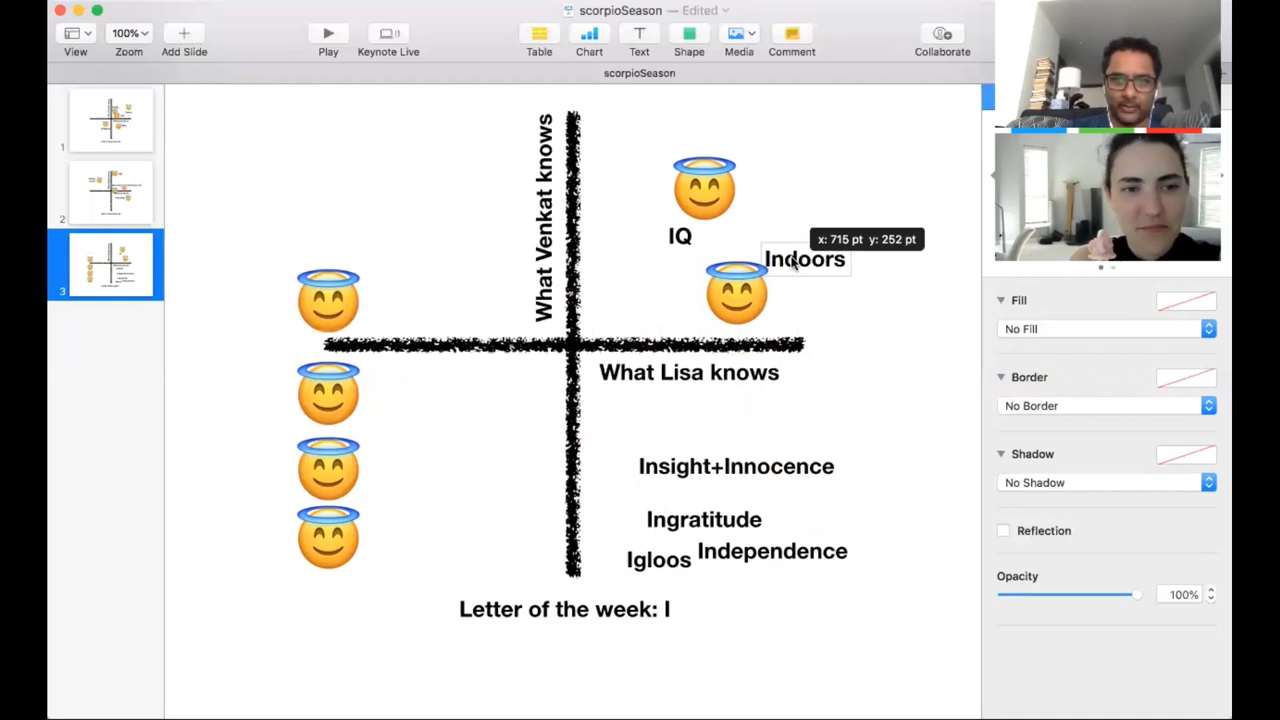 scorpioSeason — Edited
100%
View
Zoom
Add Slide
Play
Keynote Live
Table
Chart
Text
Shape
Media
Comment
Collaborate
scorpioSeason
1
2
3
What Venkat knows
IQ
Indoors
x: 715 pt y: 252 pt
What Lisa knows
Insight+Innocence
Ingratitude
Igloos
Independence
Letter of the week: I
Fill
No Fill
Border
No Border
Shadow
No Shadow
Reflection
Opacity
100%